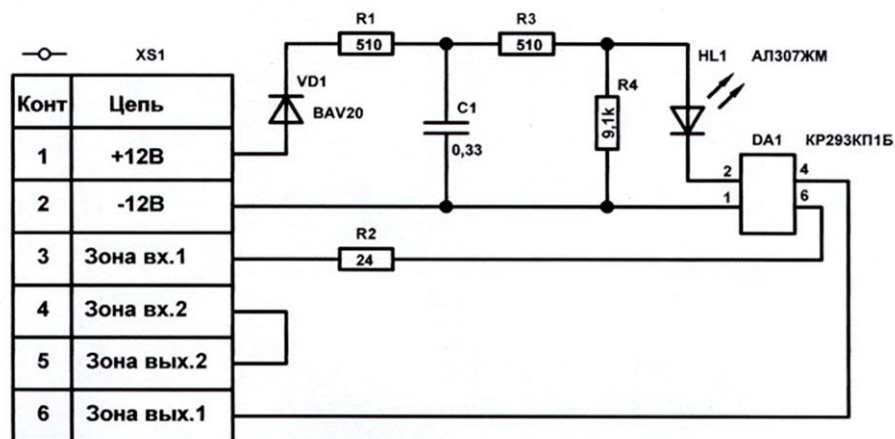 R1
R3
XS1
510
510
HL1
АЛ307ЖМ
VD1
R4
Конт
Цепь
BAV20
C1
9,1k
DA1
КР293КП1Б
1
+12В
0,33
2
4
2
-12В
1
6
R2
3
Зона вх.1
24
4
Зона вх.2
5
Зона вых.2
6
Зона вых.1